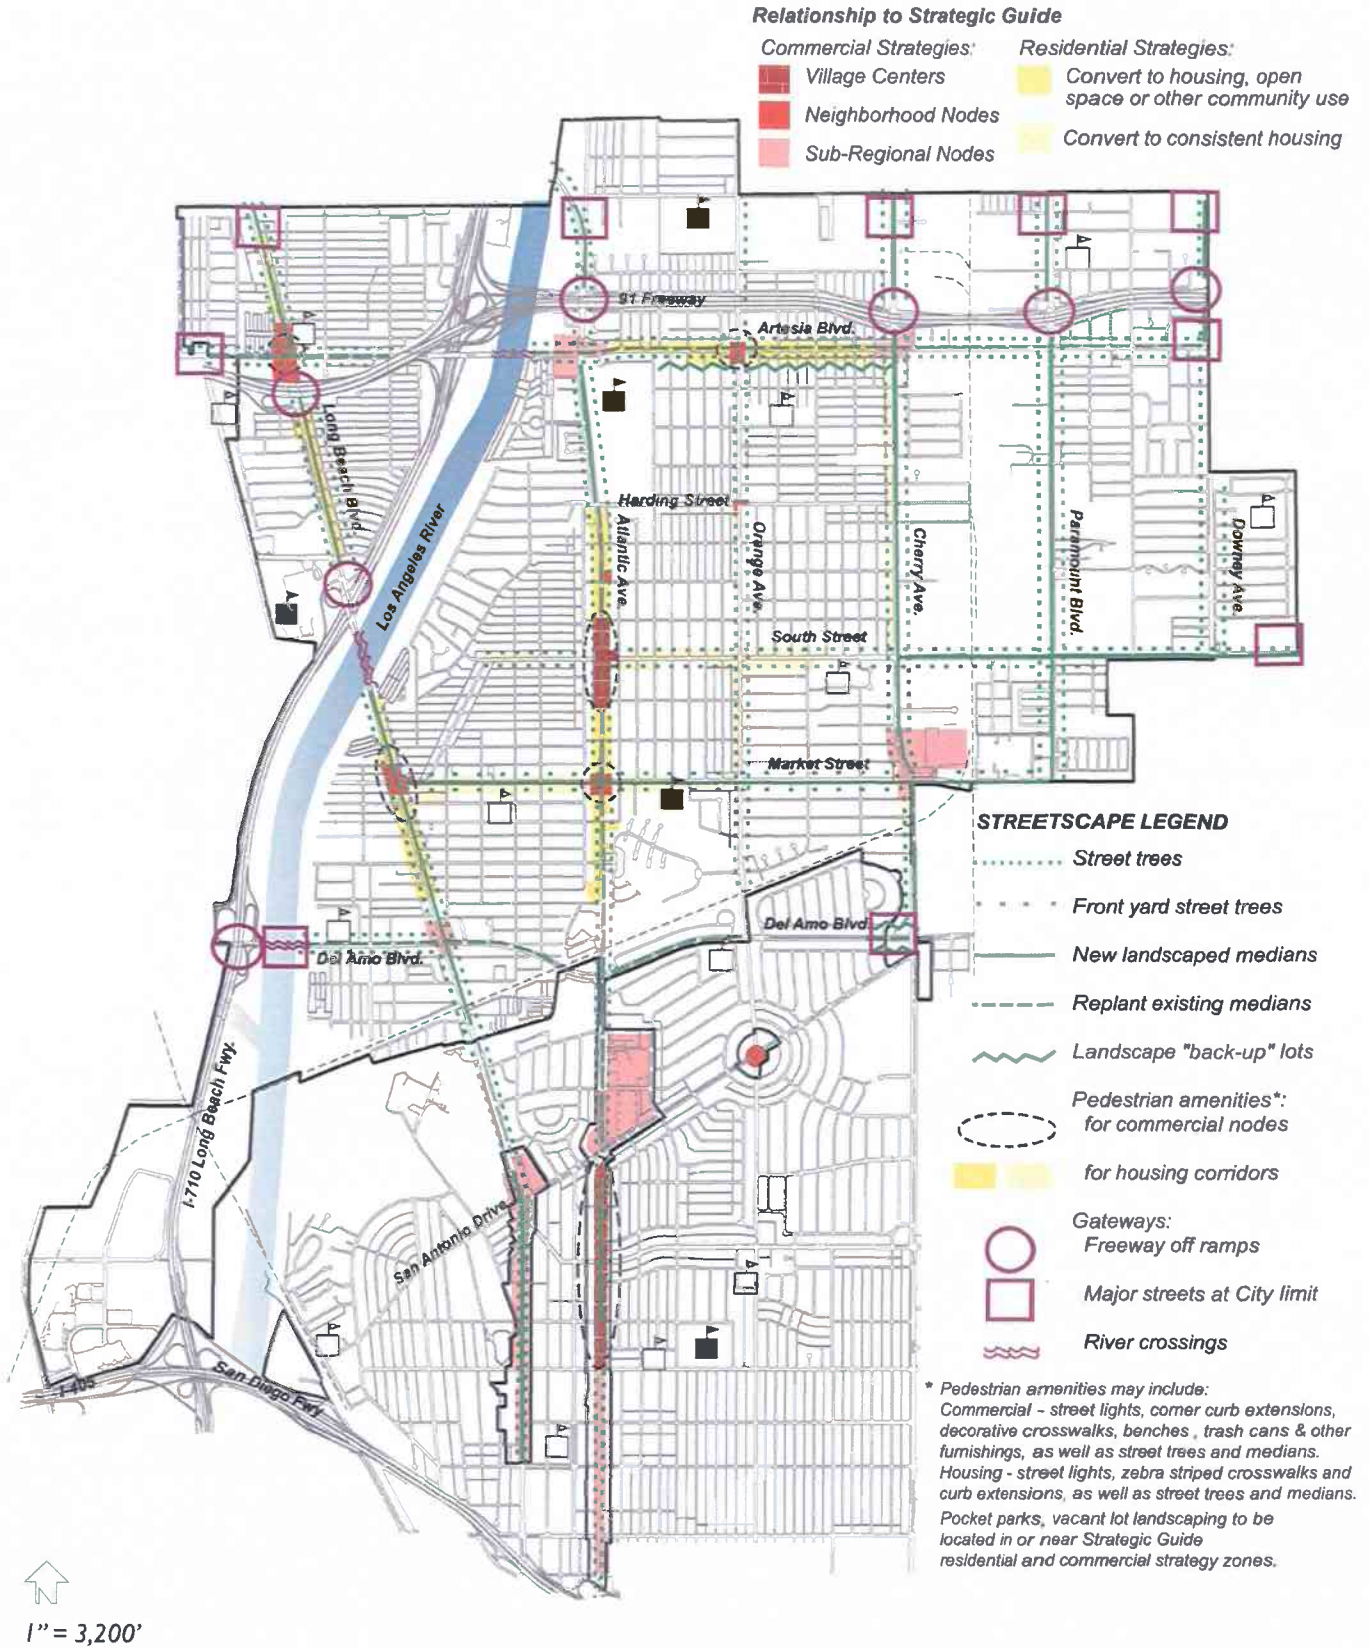 Relationship to Strategic Guide
Commercial Strategies:
Village Centers
Neighborhood Nodes
Sub-Regional Nodes
Residential Strategies:
Convert to housing, open
space or other community use
Convert to consistent housing
91 Freeway
Artesia Blvd.
Long Beach Blvd.
Los Angeles River
Harding Street
Atlantic Ave.
Orange Ave.
Cherry Ave.
Paramount Blvd.
Downey Ave.
South Street
Market Street
Del Amo Blvd.
Del Amo Blvd.
I-710 Long Beach Fwy.
San Antonio Drive
I-405
San Diego Fwy
STREETSCAPE LEGEND
Street trees
Front yard street trees
New landscaped medians
Replant existing medians
Landscape "back-up" lots
Pedestrian amenities*:
for commercial nodes
for housing corridors
Gateways:
Freeway off ramps
Major streets at City limit
River crossings
* Pedestrian amenities may include:
Commercial - street lights, corner curb extensions,
decorative crosswalks, benches , trash cans & other
furnishings, as well as street trees and medians.
Housing - street lights, zebra striped crosswalks and
curb extensions, as well as street trees and medians.
Pocket parks, vacant lot landscaping to be
located in or near Strategic Guide
residential and commercial strategy zones.
N
1" = 3,200'